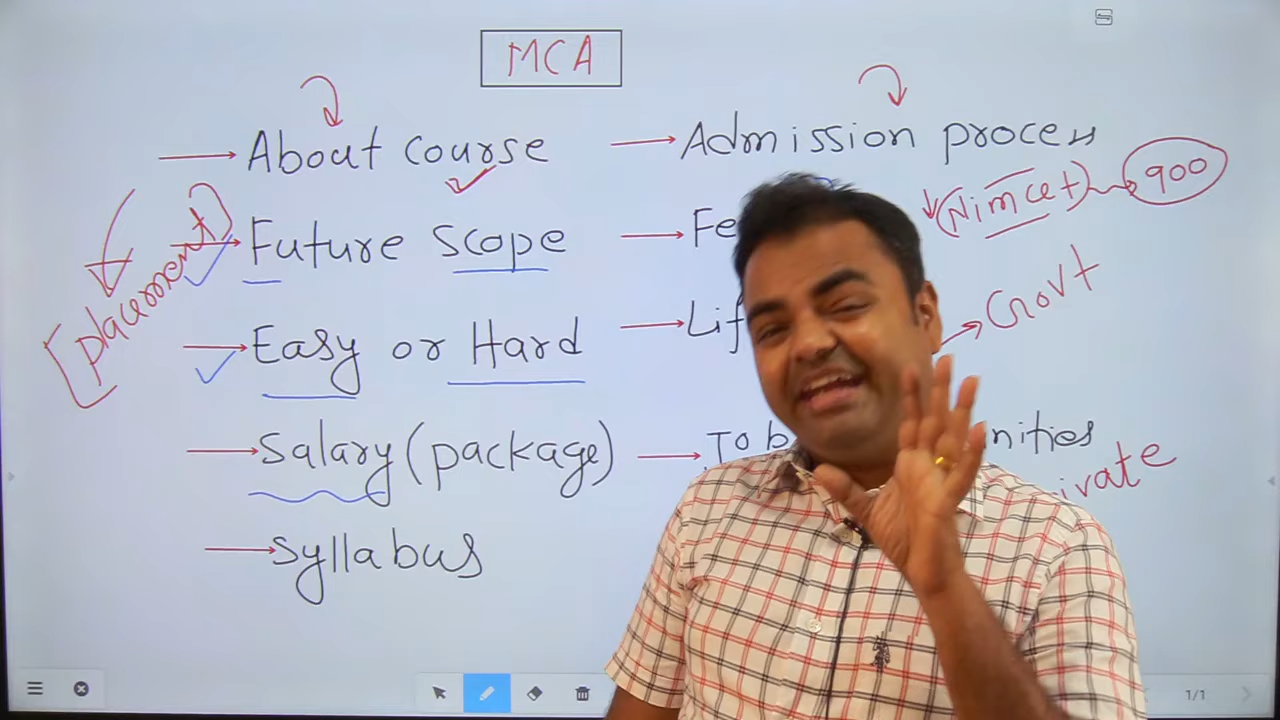 MCA
About course
Admission process
(Nimcet) 900
Future scope
Fe
[placement]
Govt
Easy or Hard
Lif
Salary (package)
nities
ivate
syllabus
1/1